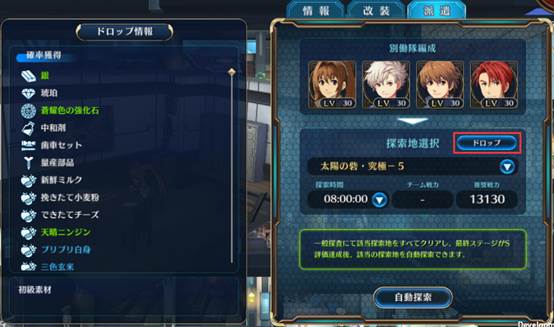 ドロップ情報
確率獲得
銀
琥珀
蒼耀色の強化石
中和剤
歯車セット
量産部品
新鮮ミルク
挽きたて小麦粉
できたてチーズ
天晴ニンジン
プリプリ白身
三色玄米
初級素材
情報
改装
派遣
別働隊編成
LV 30
LV 30
LV 30
LV 30
探索地選択
ドロップ
太陽の砦・究極－5
探索時間
チーム戦力
推奨戦力
08:00:00
-
13130
一般探査にて該当探索地をすべてクリアし、最終ステージがS
評価達成後、該当の探索地を自動探索できます。
自動探索